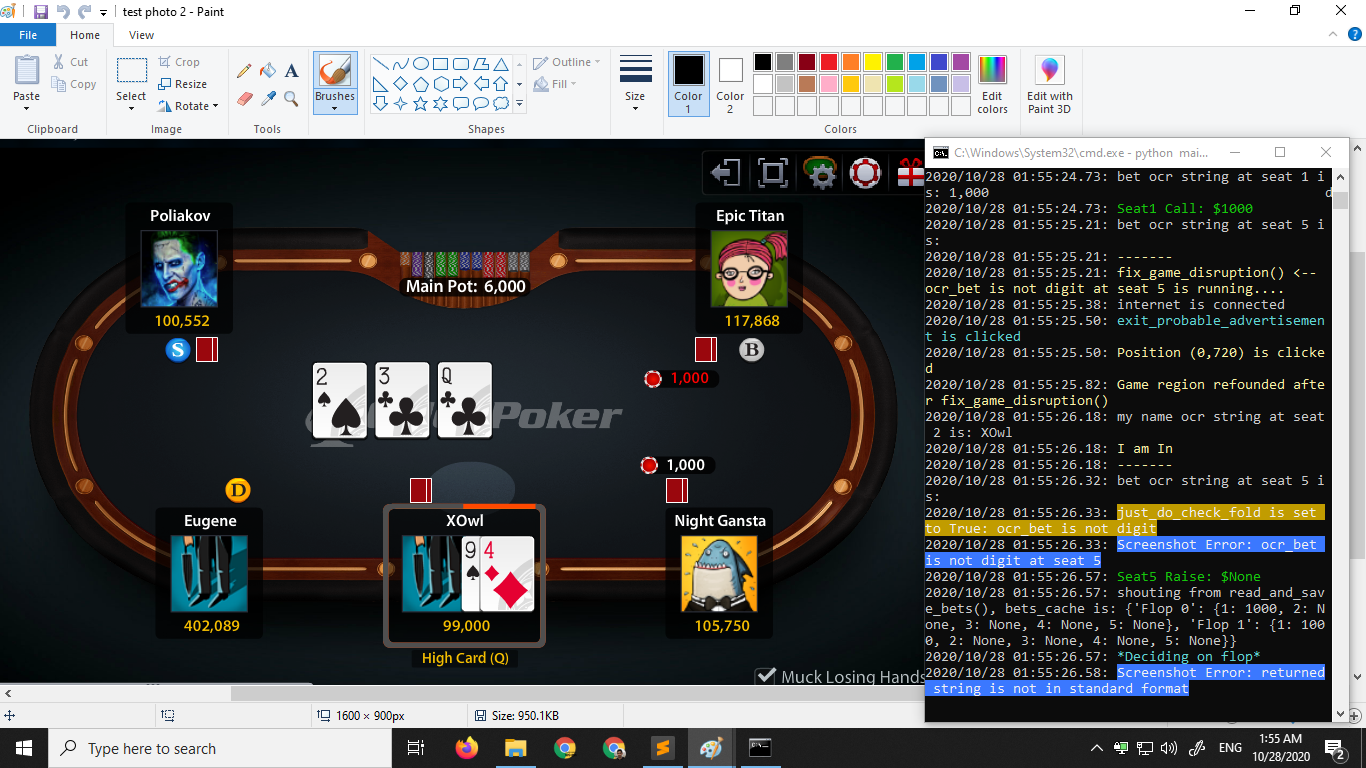 test photo 2 - Paint
File Home View
Paste
Cut
Copy
Clipboard
Select
Crop
Resize
Rotate
Image
A
Tools
Brushes
Shapes
Outline
Fill
Size
Color 1
Color 2
Colors
Edit colors
Edit with Paint 3D
Poliakov
100,552
S
Main Pot: 6,000
Epic Titan
117,868
B
1,000
2 3 Q
Poker
1,000
D
Eugene
402,089
XOwl
9 4
99,000
High Card (Q)
Night Gansta
105,750
Muck Losing Hands
C:\Windows\System32\cmd.exe - python mai...
2020/10/28 01:55:24.73: bet ocr string at seat 1 i
s: 1,000 d
2020/10/28 01:55:24.73: Seat1 Call: $1000
2020/10/28 01:55:25.21: bet ocr string at seat 5 i
s:
2020/10/28 01:55:25.21: -------
2020/10/28 01:55:25.21: fix_game_disruption() <--
ocr_bet is not digit at seat 5 is running....
2020/10/28 01:55:25.38: internet is connected
2020/10/28 01:55:25.50: exit_probable_advertisemen
t is clicked
2020/10/28 01:55:25.50: Position (0,720) is clicke
d
2020/10/28 01:55:25.82: Game region refounded afte
r fix_game_disruption()
2020/10/28 01:55:26.18: my name ocr string at seat
2 is: XOwl
2020/10/28 01:55:26.18: I am In
2020/10/28 01:55:26.18: -------
2020/10/28 01:55:26.32: bet ocr string at seat 5 i
s:
2020/10/28 01:55:26.33: just_do_check_fold is set
to True: ocr_bet is not digit
2020/10/28 01:55:26.33: Screenshot Error: ocr_bet
is not digit at seat 5
2020/10/28 01:55:26.57: Seat5 Raise: $None
2020/10/28 01:55:26.57: shouting from read_and_sav
e_bets(), bets_cache is: {'Flop 0': {1: 1000, 2: N
one, 3: None, 4: None, 5: None}, 'Flop 1': {1: 100
0, 2: None, 3: None, 4: None, 5: None}}
2020/10/28 01:55:26.57: *Deciding on flop*
2020/10/28 01:55:26.58: Screenshot Error: returned
string is not in standard format
1600 × 900px
Size: 950.1KB
Type here to search
ENG
1:55 AM
10/28/2020
2